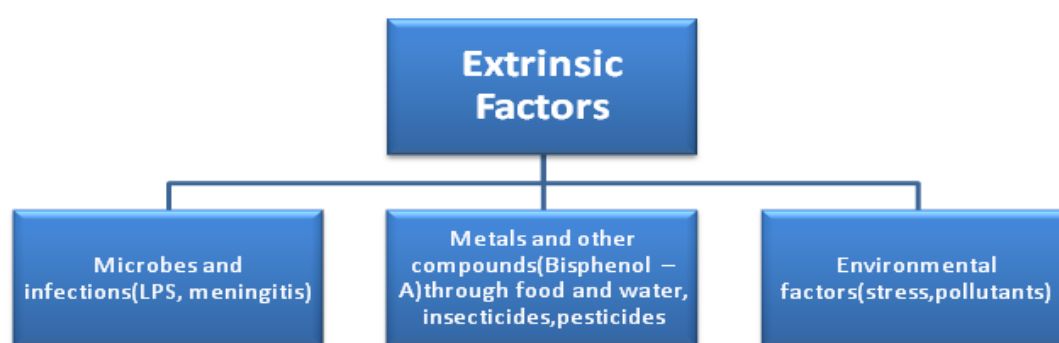 Extrinsic
Factors
Microbes and
infections(LPS, meningitis)
Metals and other
compounds(Bisphenol –
A)through food and water,
insecticides,pesticides
Environmental
factors(stress,pollutants)